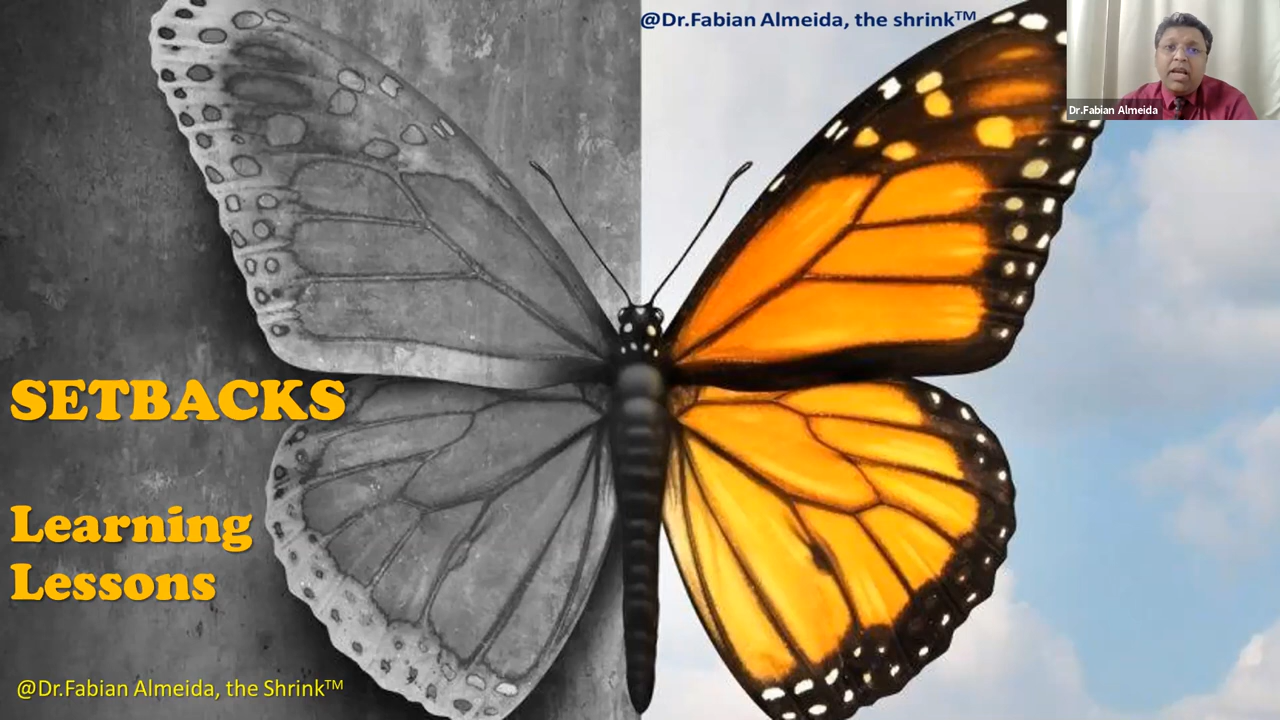 @Dr.Fabian Almeida, the shrink™
Dr.Fabian Almeida
SETBACKS
Learning
Lessons
@Dr.Fabian Almeida, the Shrink™